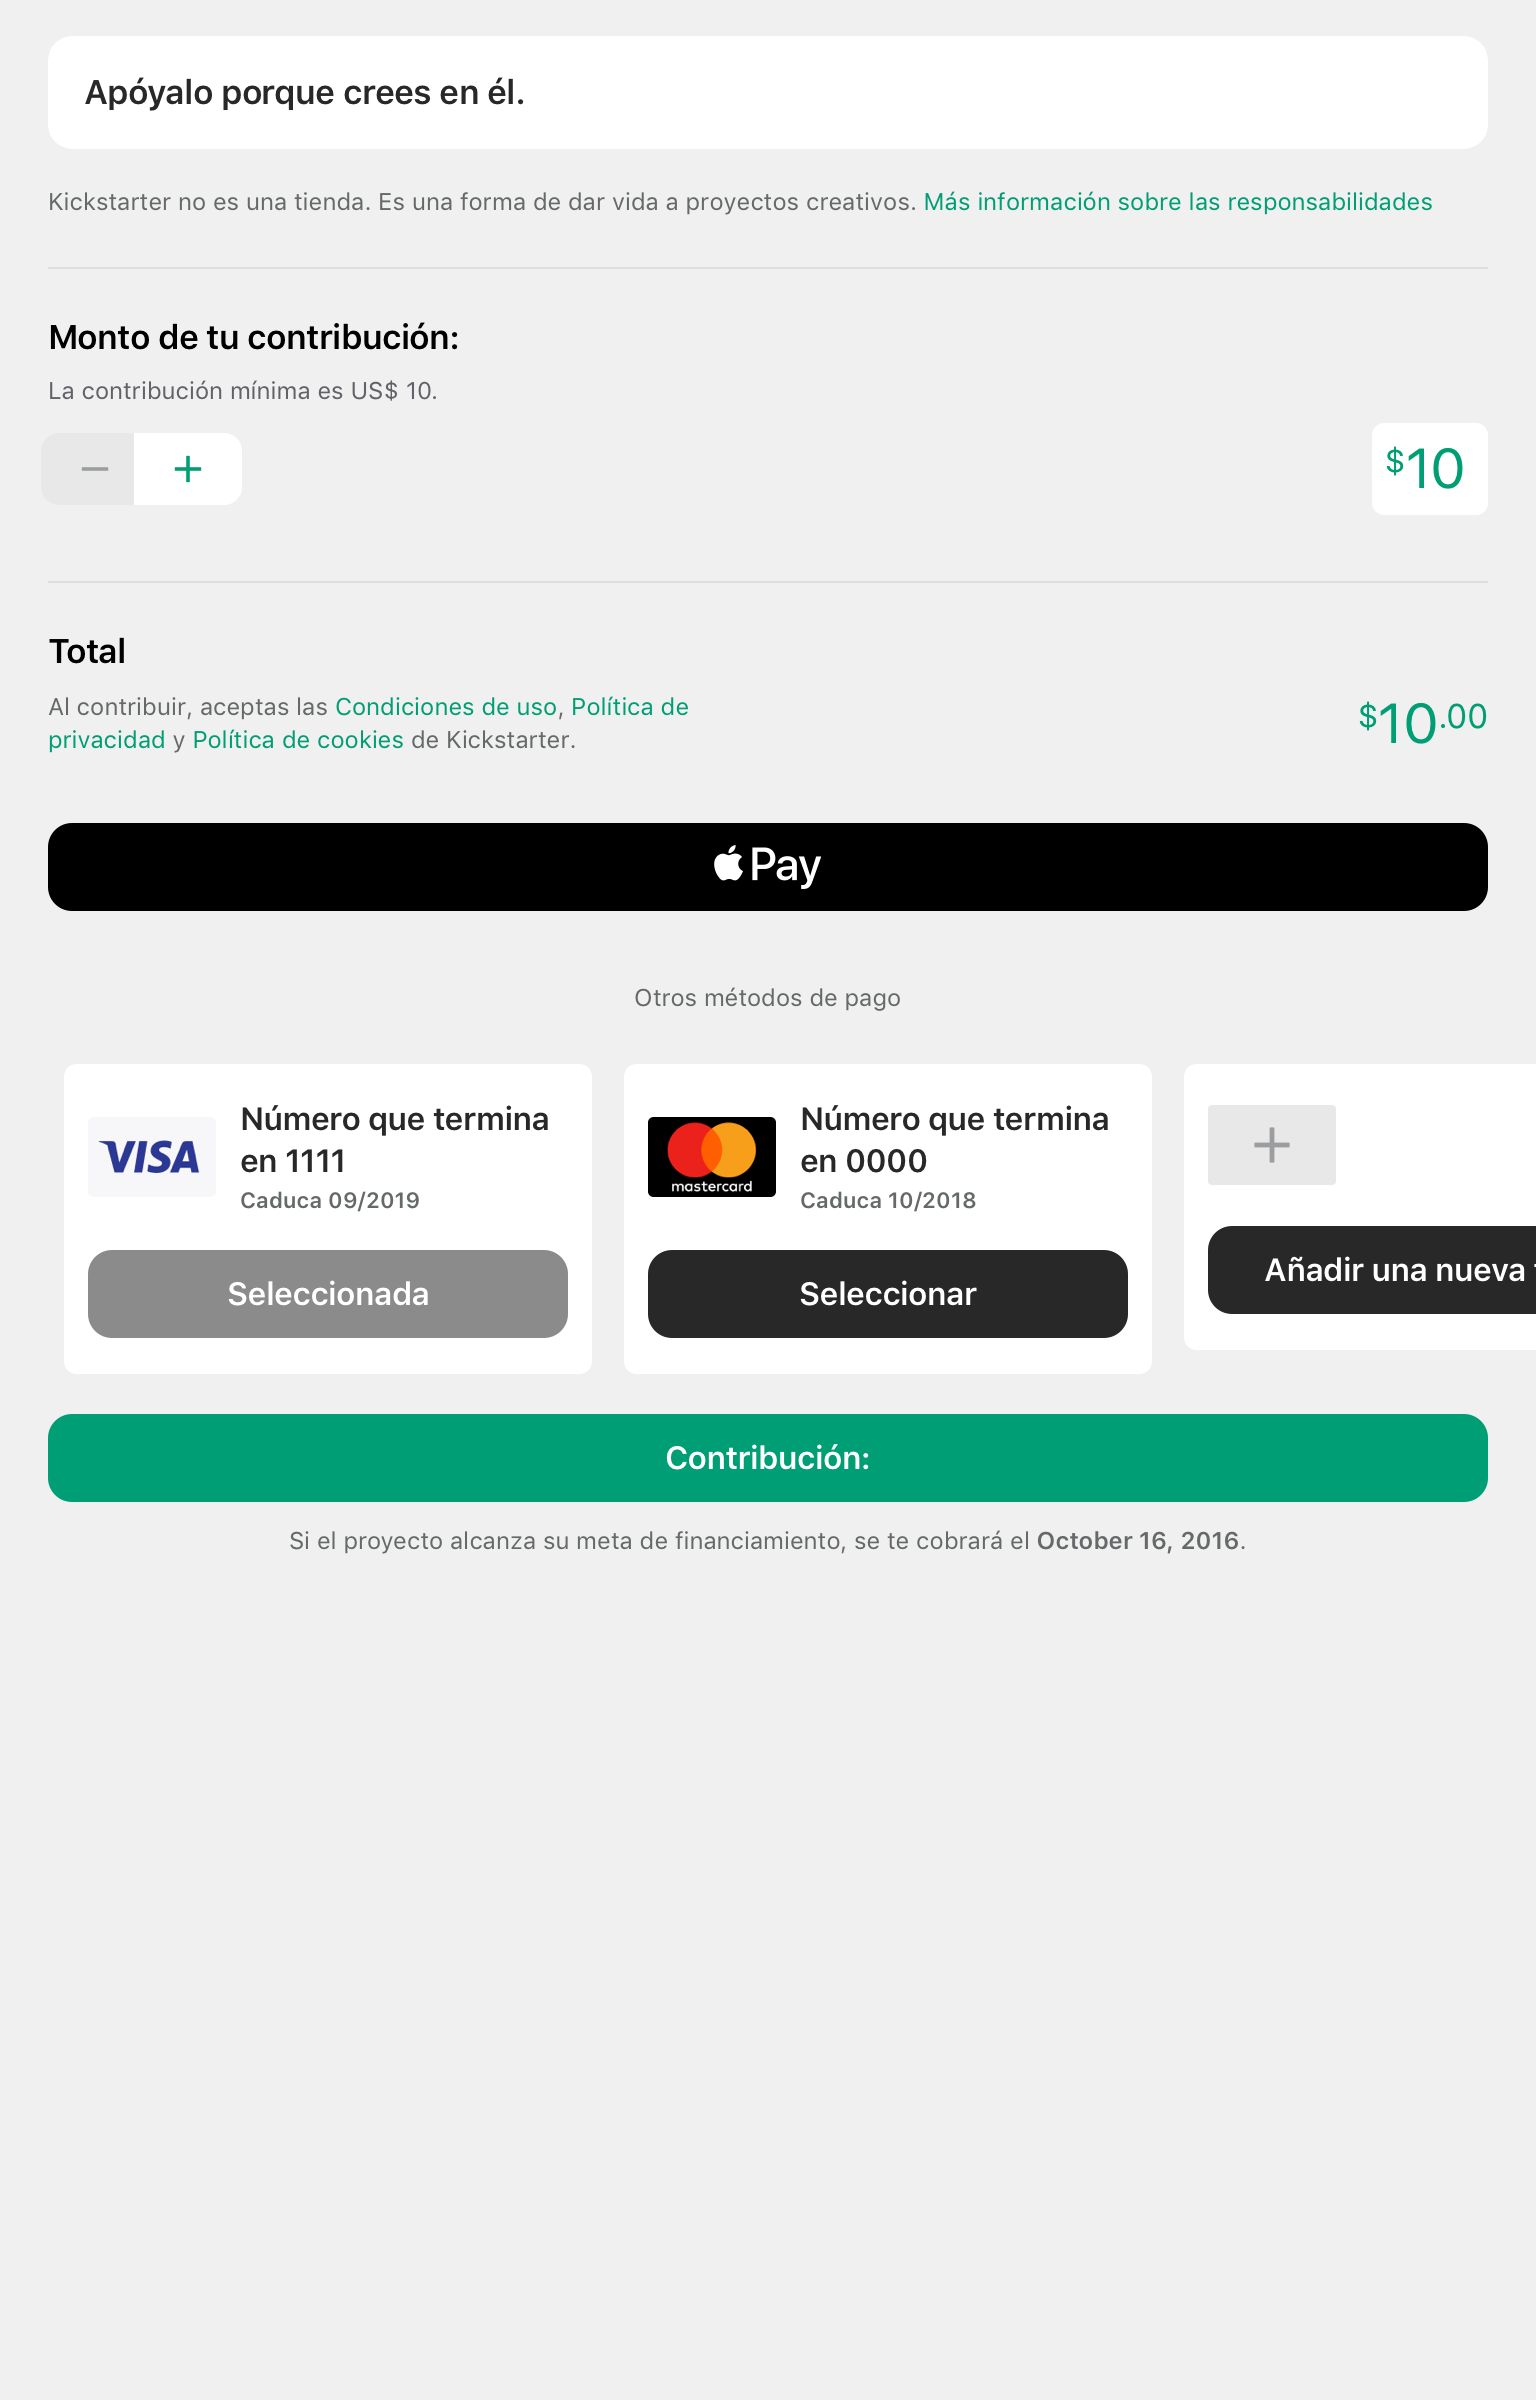 Apóyalo porque crees en él.
Kickstarter no es una tienda. Es una forma de dar vida a proyectos creativos. Más información sobre las responsabilidades
Monto de tu contribución:
La contribución mínima es US$ 10.
$10
Total
Al contribuir, aceptas las Condiciones de uso, Política de
privacidad y Política de cookies de Kickstarter.
$10.00
Pay
Otros métodos de pago
VISA
Número que termina
en 1111
Caduca 09/2019
Seleccionada
mastercard
Número que termina
en 0000
Caduca 10/2018
Seleccionar
Añadir una nueva
Contribución:
Si el proyecto alcanza su meta de financiamiento, se te cobrará el October 16, 2016.